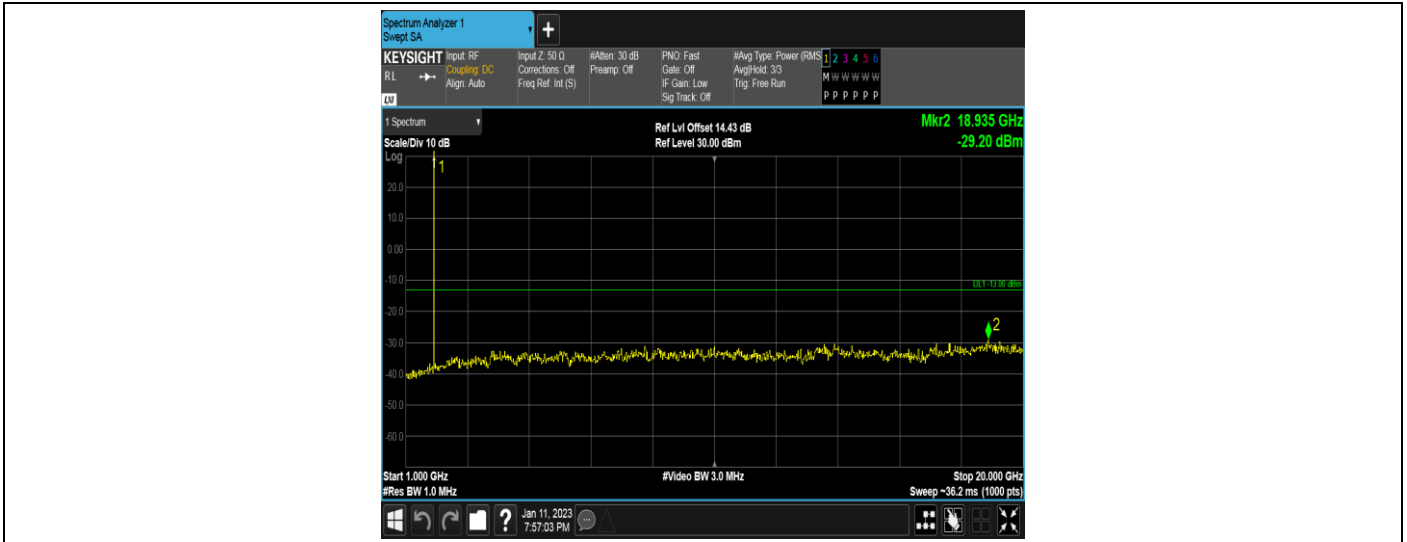 Spectrum Analyzer 1
Swept SA
+
KEYSIGHT
RL
LXI
Input: RF
Coupling: DC
Align: Auto
Input Z: 50 Ω
Corrections: Off
Freq Ref: Int (S)
#Atten: 30 dB
Preamp: Off
PNO: Fast
Gate: Off
IF Gain: Low
Sig Track: Off
#Avg Type: Power (RMS
Avg|Hold: 3/3
Trig: Free Run
1 2 3 4 5 6
M W W W W W
P P P P P P
1 Spectrum
Scale/Div 10 dB
Ref Lvl Offset 14.43 dB
Ref Level 30.00 dBm
Mkr2 18.935 GHz
-29.20 dBm
Log
1
20.0
10.0
0.00
-10.0
DL1 -13.00 dBm
-20.0
2
-30.0
-40.0
-50.0
-60.0
Start 1.000 GHz
#Video BW 3.0 MHz
Stop 20.000 GHz
#Res BW 1.0 MHz
Sweep ~36.2 ms (1000 pts)
?
Jan 11, 2023
7:57:03 PM